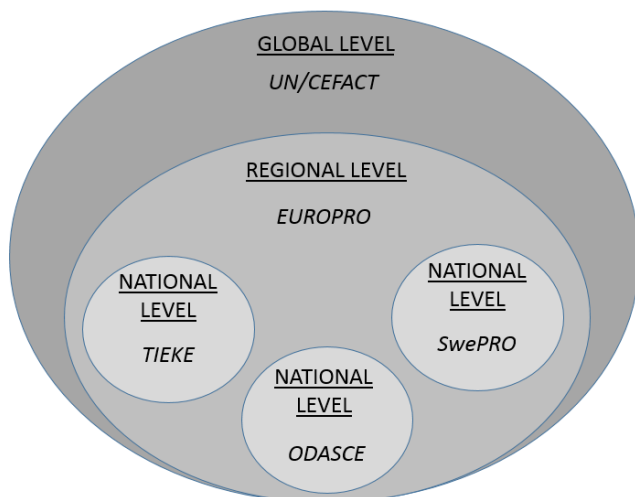 GLOBAL LEVEL
UN/CEFACT
REGIONAL LEVEL
EUROPRO
NATIONAL
LEVEL
TIEKE
NATIONAL
LEVEL
SwePRO
NATIONAL
LEVEL
ODASCE